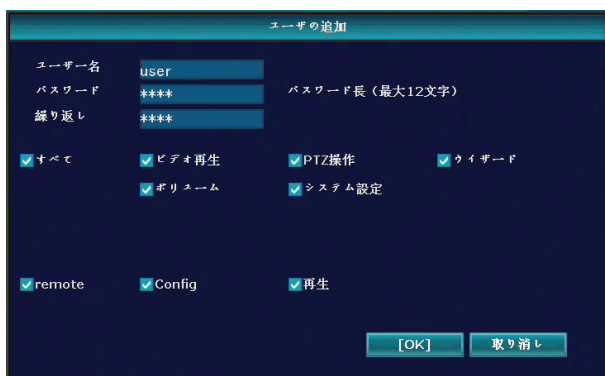 ユーザの追加
ユーザー名 user
パスワード **** パスワード長(最大12文字)
繰り返し ****
すべて ビデオ再生 PTZ操作 ウイザード
ボリューム システム設定
remote Config 再生
[OK] 取り消し